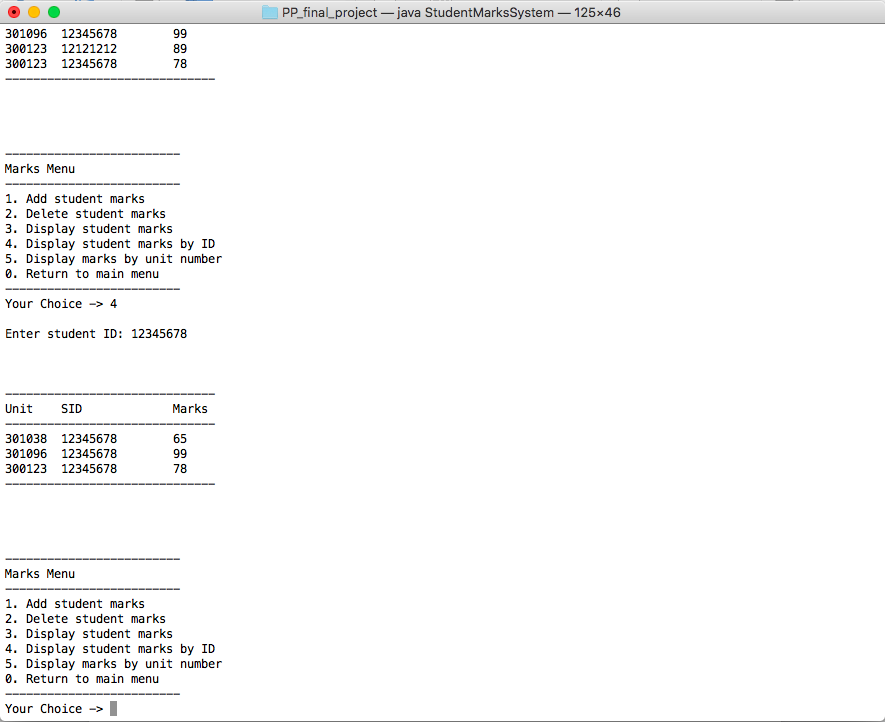 PP_final_project — java StudentMarksSystem — 125×46
301096  12345678        99
300123  12121212        89
300123  12345678        78
------------------------------
-------------------------
Marks Menu
-------------------------
1. Add student marks
2. Delete student marks
3. Display student marks
4. Display student marks by ID
5. Display marks by unit number
0. Return to main menu
-------------------------
Your Choice -> 4
Enter student ID: 12345678
------------------------------
Unit    SID             Marks
------------------------------
301038  12345678        65
301096  12345678        99
300123  12345678        78
------------------------------
-------------------------
Marks Menu
-------------------------
1. Add student marks
2. Delete student marks
3. Display student marks
4. Display student marks by ID
5. Display marks by unit number
0. Return to main menu
-------------------------
Your Choice ->